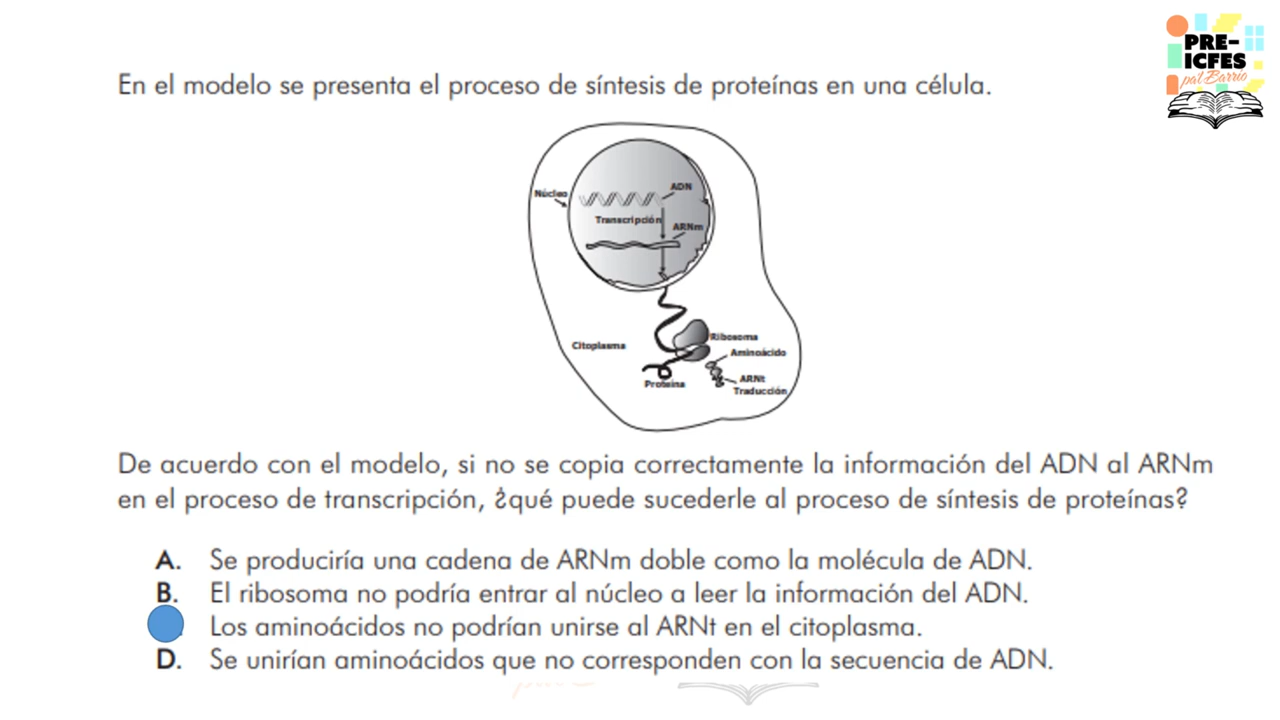 PRE-
ICFES
pa'l Barrio
En el modelo se presenta el proceso de síntesis de proteínas en una célula.
Núcleo
ADN
Transcripción
ARNm
Citoplasma
Ribosoma
Aminoácido
Proteína
ARNt
Traducción
De acuerdo con el modelo, si no se copia correctamente la información del ADN al ARNm
en el proceso de transcripción, ¿qué puede sucederle al proceso de síntesis de proteínas?
A. Se produciría una cadena de ARNm doble como la molécula de ADN.
B. El ribosoma no podría entrar al núcleo a leer la información del ADN.
Los aminoácidos no podrían unirse al ARNt en el citoplasma.
D. Se unirían aminoácidos que no corresponden con la secuencia de ADN.